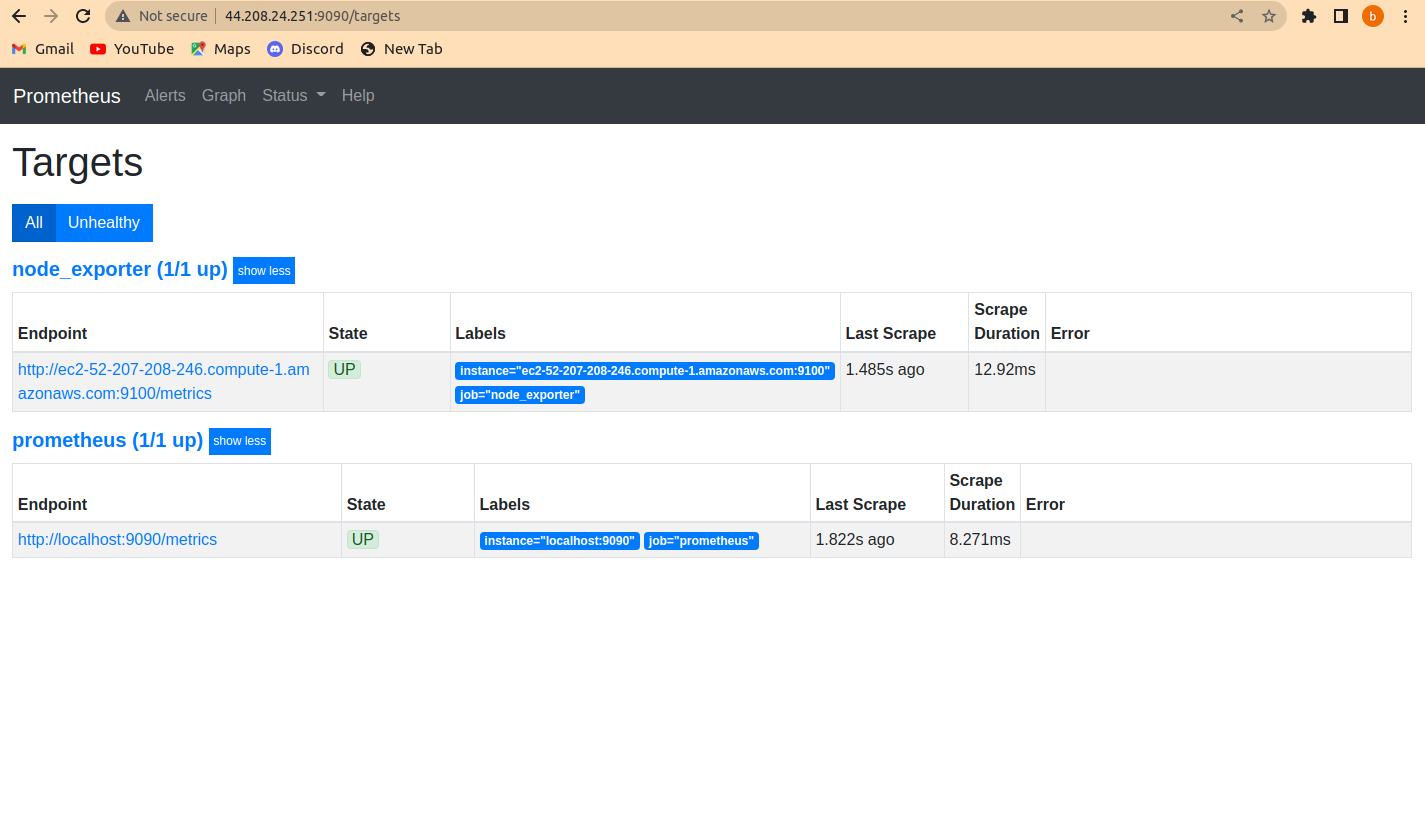 Not secure 44.208.24.251:9090/targets b
Gmail YouTube Maps Discord New Tab
Prometheus Alerts Graph Status Help
Targets
All Unhealthy
node_exporter (1/1 up) show less
Endpoint State Labels Last Scrape Scrape Duration Error
http://ec2-52-207-208-246.compute-1.am UP instance="ec2-52-207-208-246.compute-1.amazonaws.com:9100" 1.485s ago 12.92ms
azonaws.com:9100/metrics job="node_exporter"
prometheus (1/1 up) show less
Endpoint State Labels Last Scrape Scrape Duration Error
http://localhost:9090/metrics UP instance="localhost:9090" job="prometheus" 1.822s ago 8.271ms